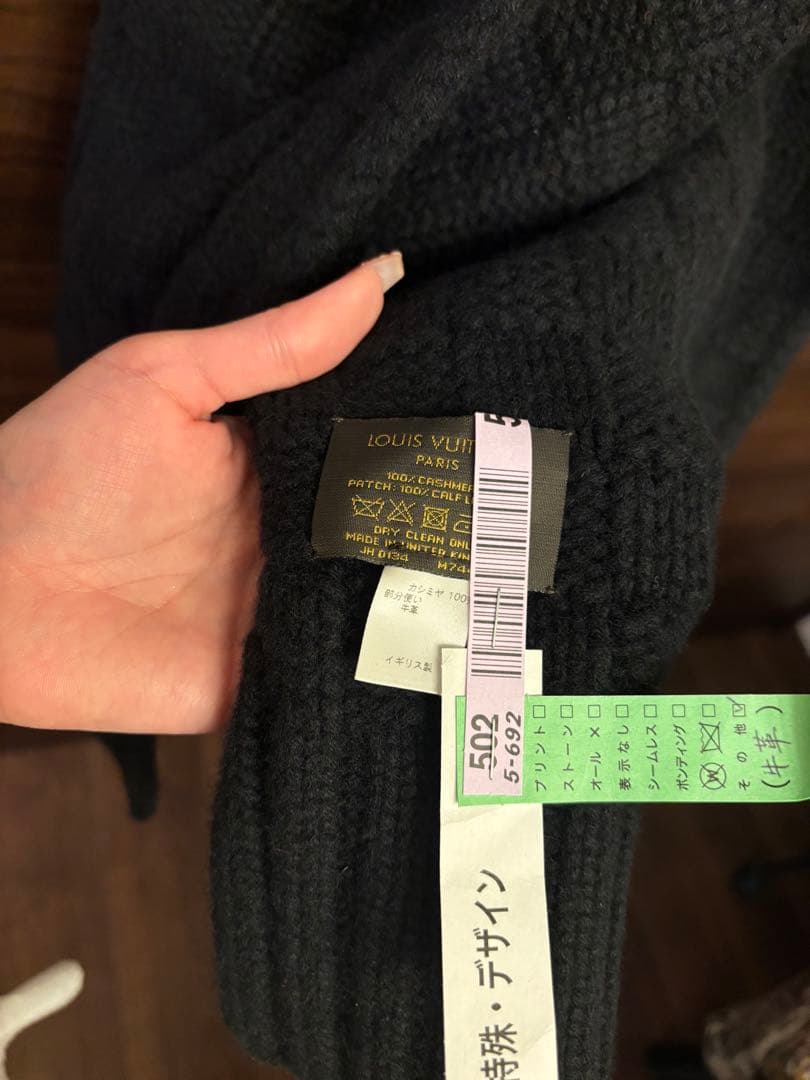 LOUIS VUIT
PARIS
100% CASHMER
PATCH: 100% CALF L
DRY CLEAN ONL
MADE IN UNITED KIN
JH 0134 M74
カシミヤ 100
部分使い
牛革
イギリス製
5
502
5-692
プリント
ストーン
オール ×
表示なし
シームレス
ボンディング
W
その他
(牛革)
特殊・デザイン